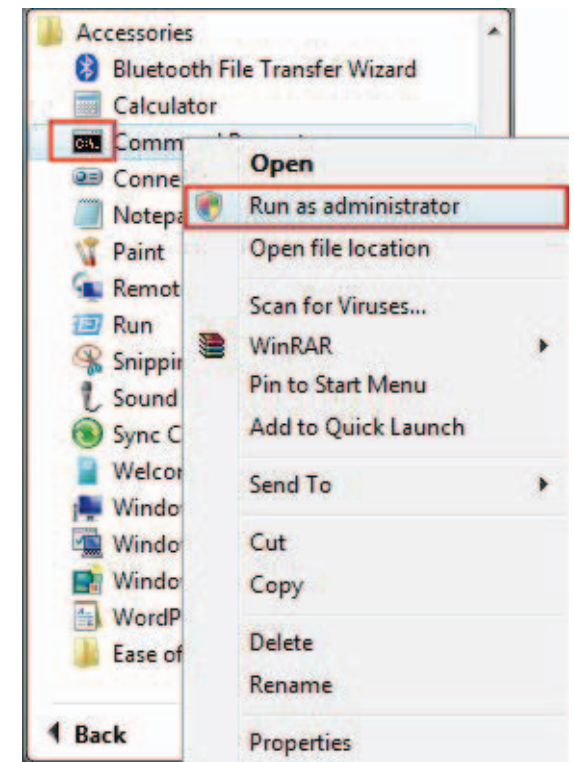 Accessories
Bluetooth File Transfer Wizard
Calculator
Comm
Conne
Notepa
Paint
Remot
Run
Snippin
Sound
Sync C
Welcor
Windo
Windo
Windo
WordP
Ease of
Back
Open
Run as administrator
Open file location
Scan for Viruses...
WinRAR
Pin to Start Menu
Add to Quick Launch
Send To
Cut
Copy
Delete
Rename
Properties